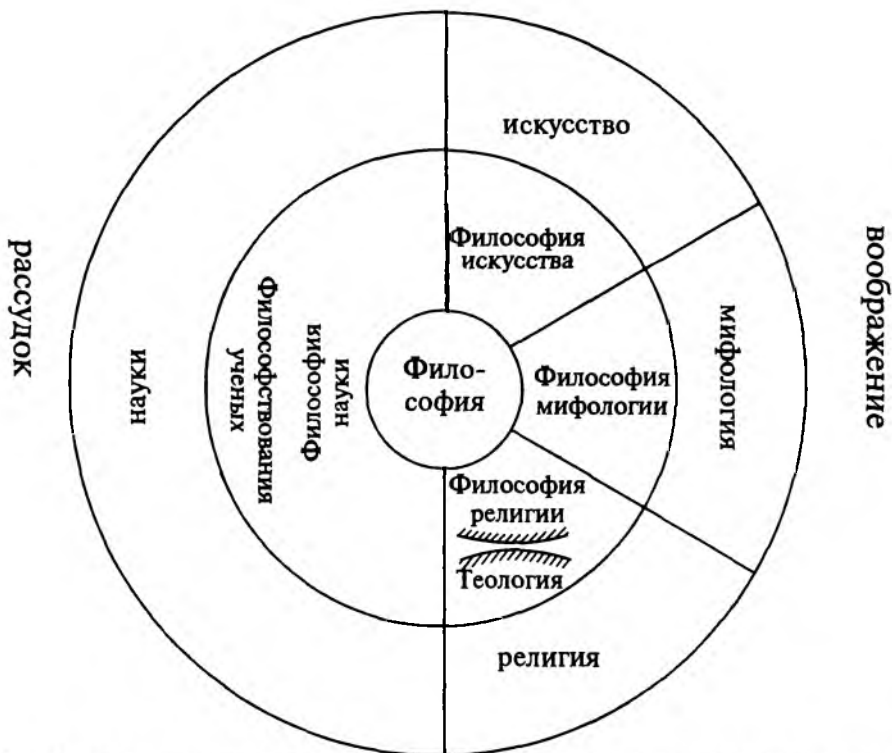 искусство
Философия
искусства
рассудок
науки
Философствования
ученых
Философия
науки
Фило-
софия
Философия
мифологии
мифология
воображение
Философия
религии
Теология
религия